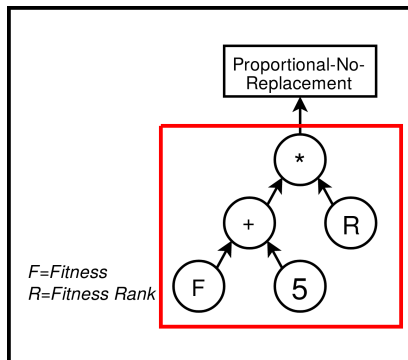 Proportional-No-
Replacement
*
+
R
F=Fitness
R=Fitness Rank
F
5